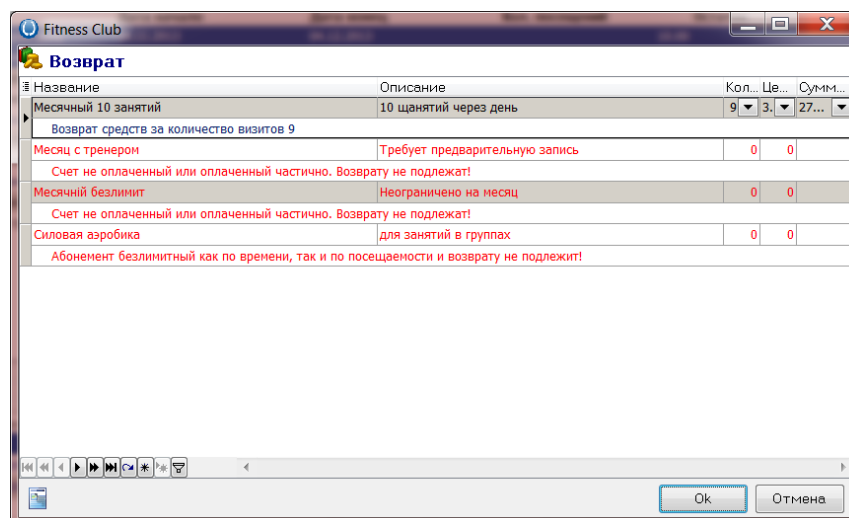 Fitness Club
Возврат
Название Описание Кол... Це... Сумм...
Месячный 10 занятий 10 щанятий через день 9 3. 27...
Возврат средств за количество визитов 9
Месяц с тренером Требует предварительную запись 0 0
Счет не оплаченный или оплаченный частично. Возврату не подлежат!
Месячній безлимит Неограничено на месяц 0 0
Счет не оплаченный или оплаченный частично. Возврату не подлежат!
Силовая аэробика для занятий в группах 0 0
Абонемент безлимитный как по времени, так и по посещаемости и возврату не подлежит!
Ok Отмена